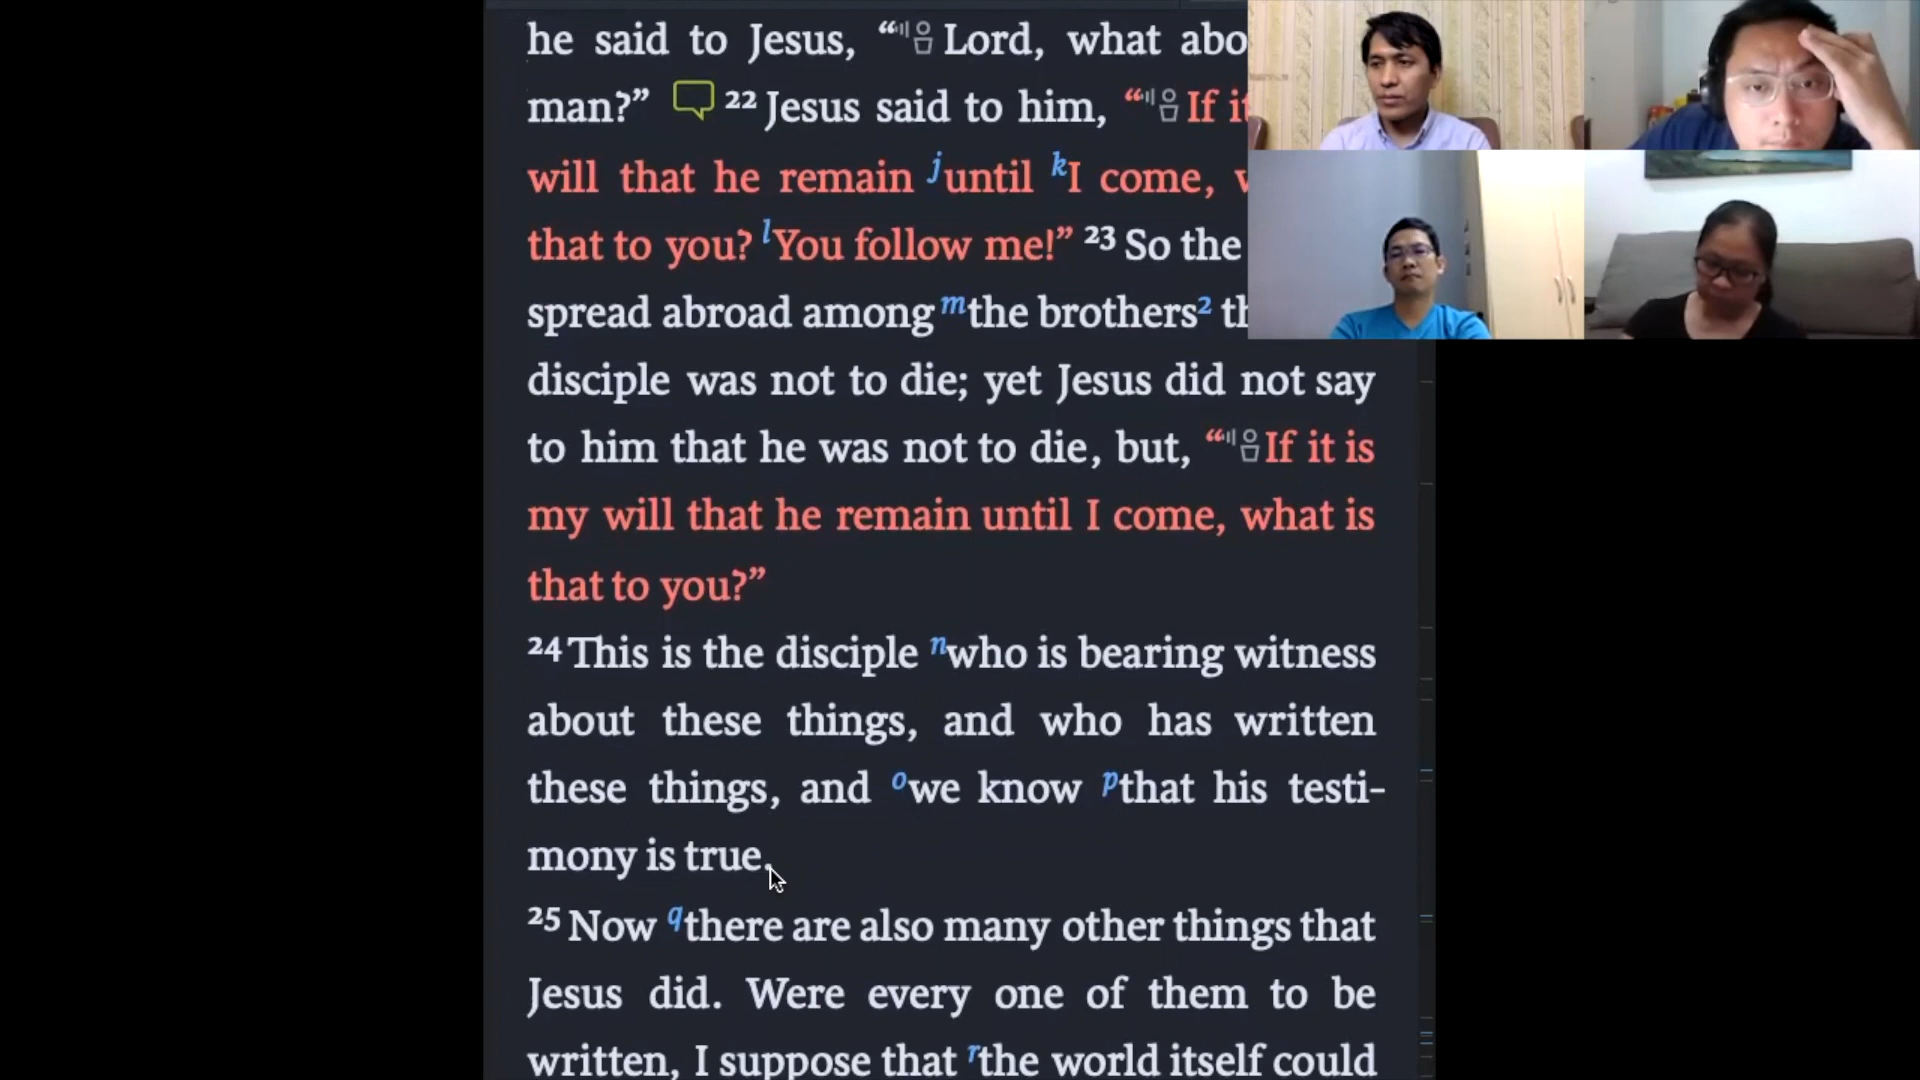 he said to Jesus, “Lord, what abo
man?” 22 Jesus said to him, “If it
will that he remain j until k I come, w
that to you? l You follow me!” 23 So the
spread abroad among m the brothers2 th
disciple was not to die; yet Jesus did not say
to him that he was not to die, but, “If it is
my will that he remain until I come, what is
that to you?”
24 This is the disciple n who is bearing witness
about these things, and who has written
these things, and o we know p that his testi-
mony is true.
25 Now q there are also many other things that
Jesus did. Were every one of them to be
written, I suppose that r the world itself could